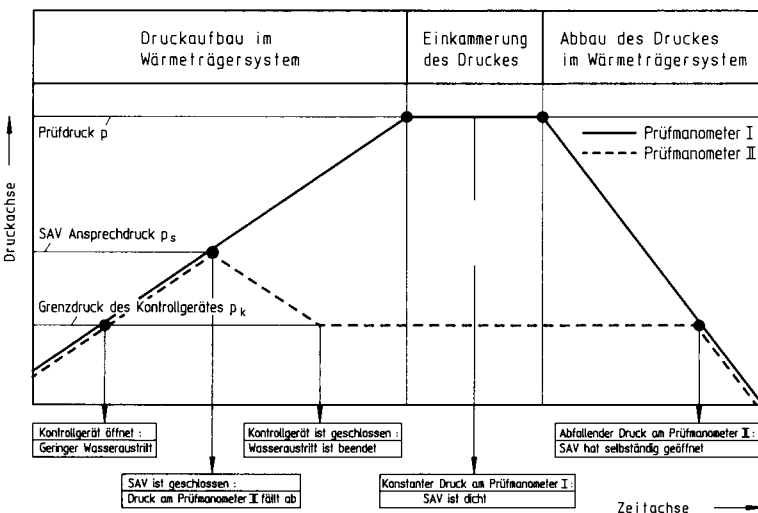 Druckaufbau im
Wärmeträgersystem
Einkammerung
des Druckes
Abbau des Druckes
im Wärmeträgersystem
Prüfdruck p
Prüfmanometer I
Prüfmanometer II
Druckachse
SAV Ansprechdruck ps
Grenzdruck des Kontrollgerätes pk
Kontrollgerät öffnet :
Geringer Wasseraustritt
Kontrollgerät ist geschlossen :
Wasseraustritt ist beendet
Abfallender Druck am Prüfmanometer II :
SAV hat selbständig geöffnet
SAV ist geschlossen :
Druck am Prüfmanometer II fällt ab
Konstanter Druck am Prüfmanometer I :
SAV ist dicht
Zeitachse